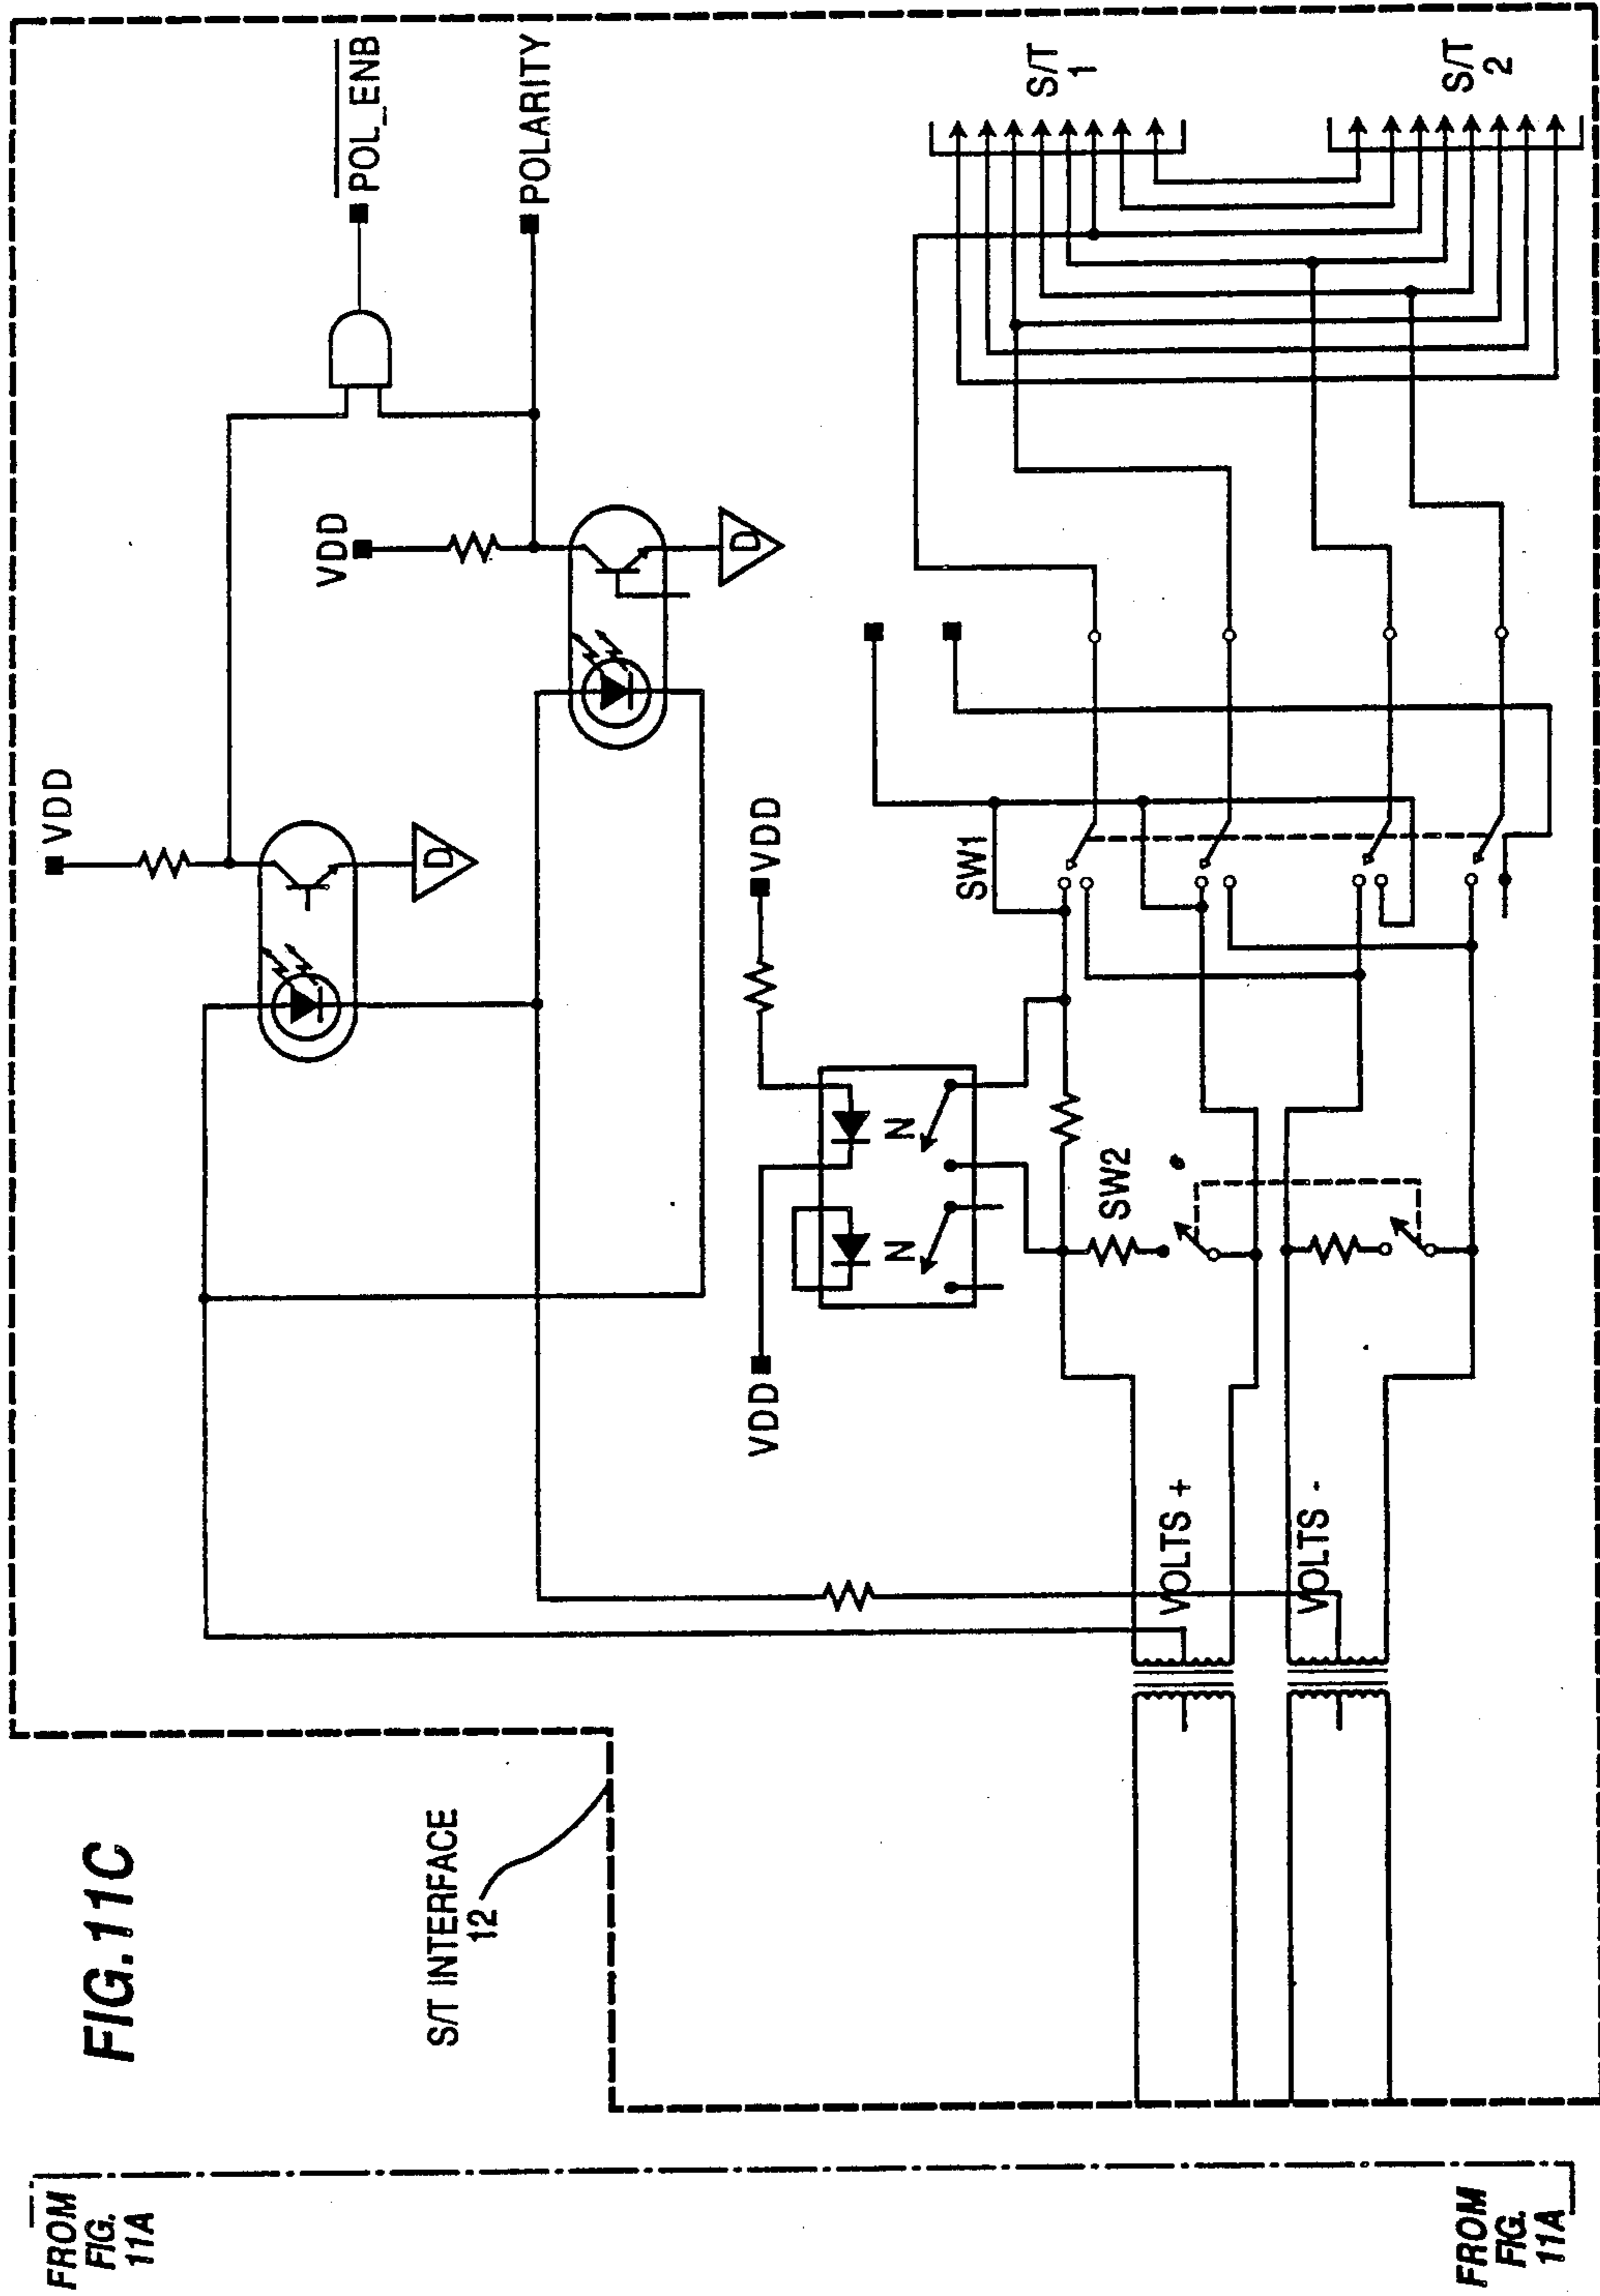 FIG.11C
S/T INTERFACE
12
FROM
FIG.
11A
FROM
FIG.
11A
VDD
POL_ENB
VDD
POLARITY
D
D
VDD
VDD
N
N
SW1
SW2
VOLTS +
VOLTS -
S/T
1
S/T
2